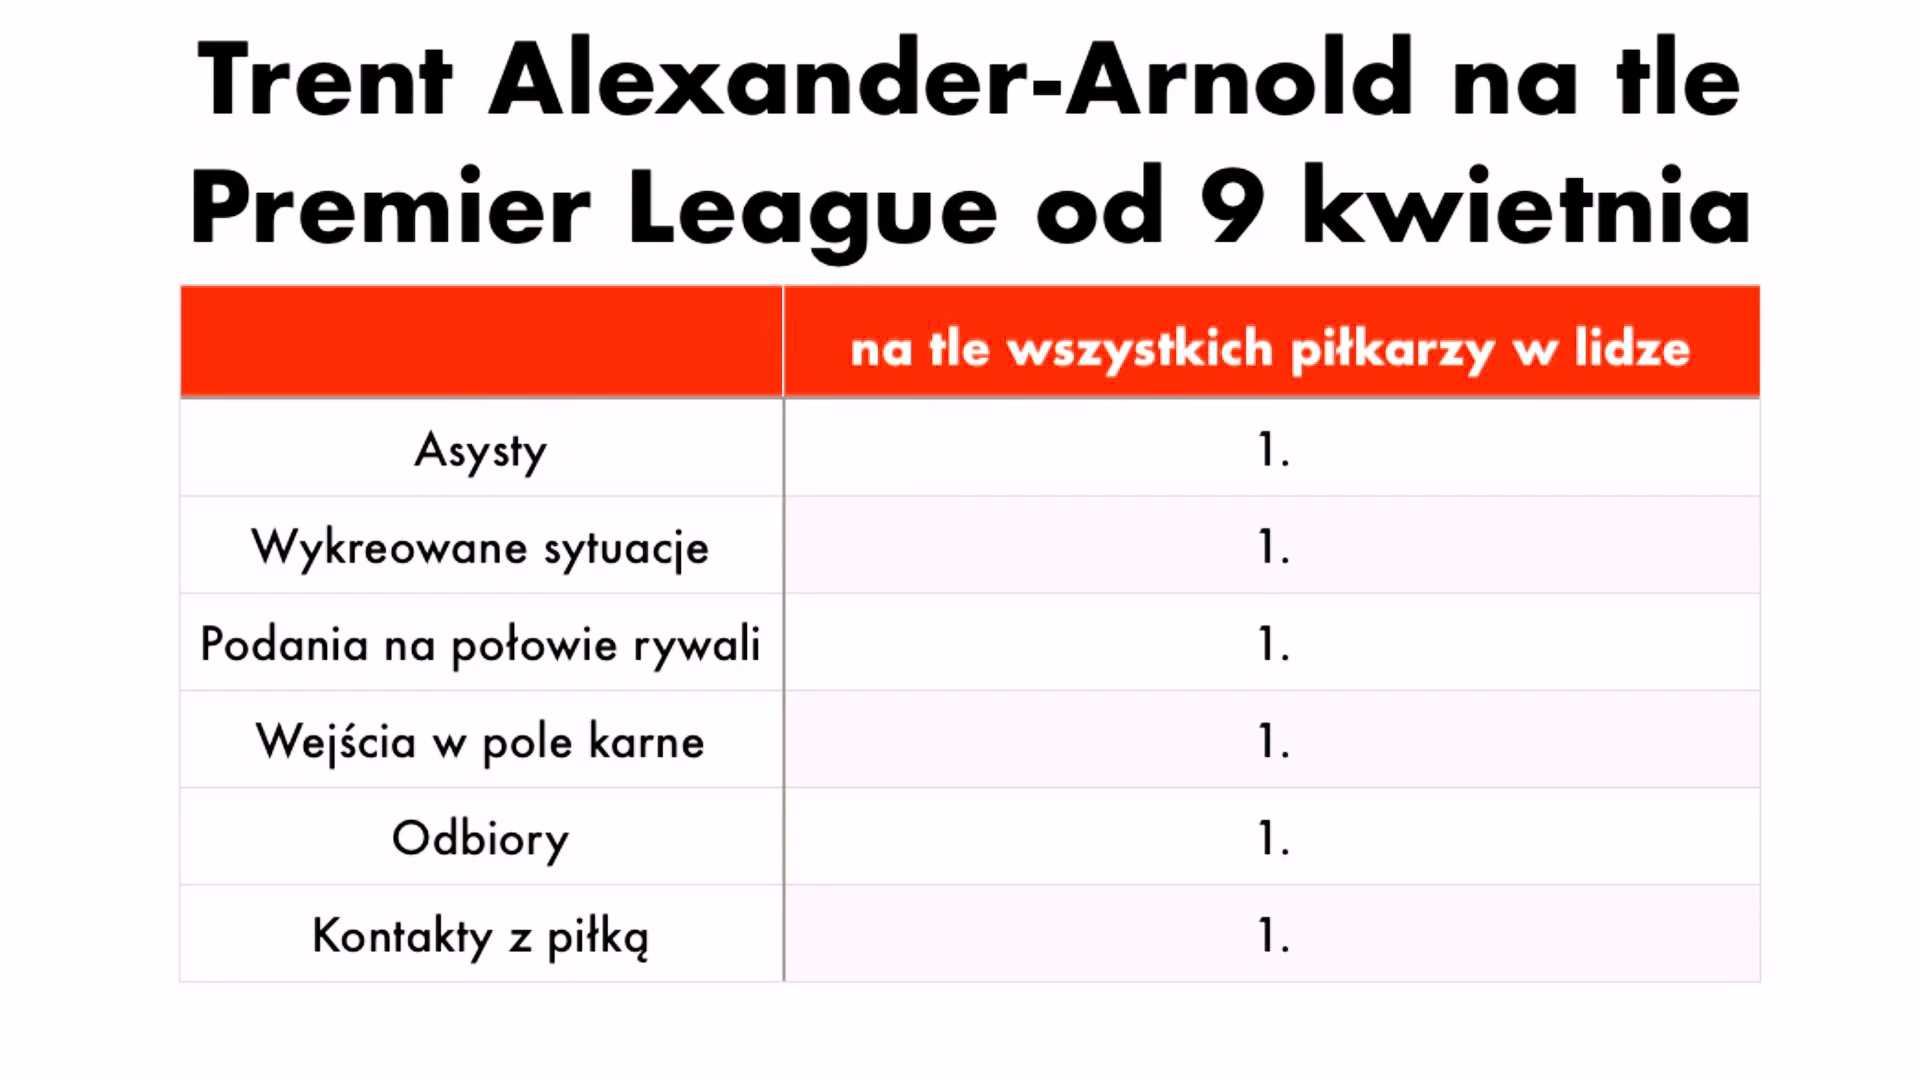 Trent Alexander-Arnold na tle
Premier League od 9 kwietnia
na tle wszystkich piłkarzy w lidze
Asysty 1.
Wykreowane sytuacje 1.
Podania na połowie rywali 1.
Wejścia w pole karne 1.
Odbiory 1.
Kontakty z piłką 1.